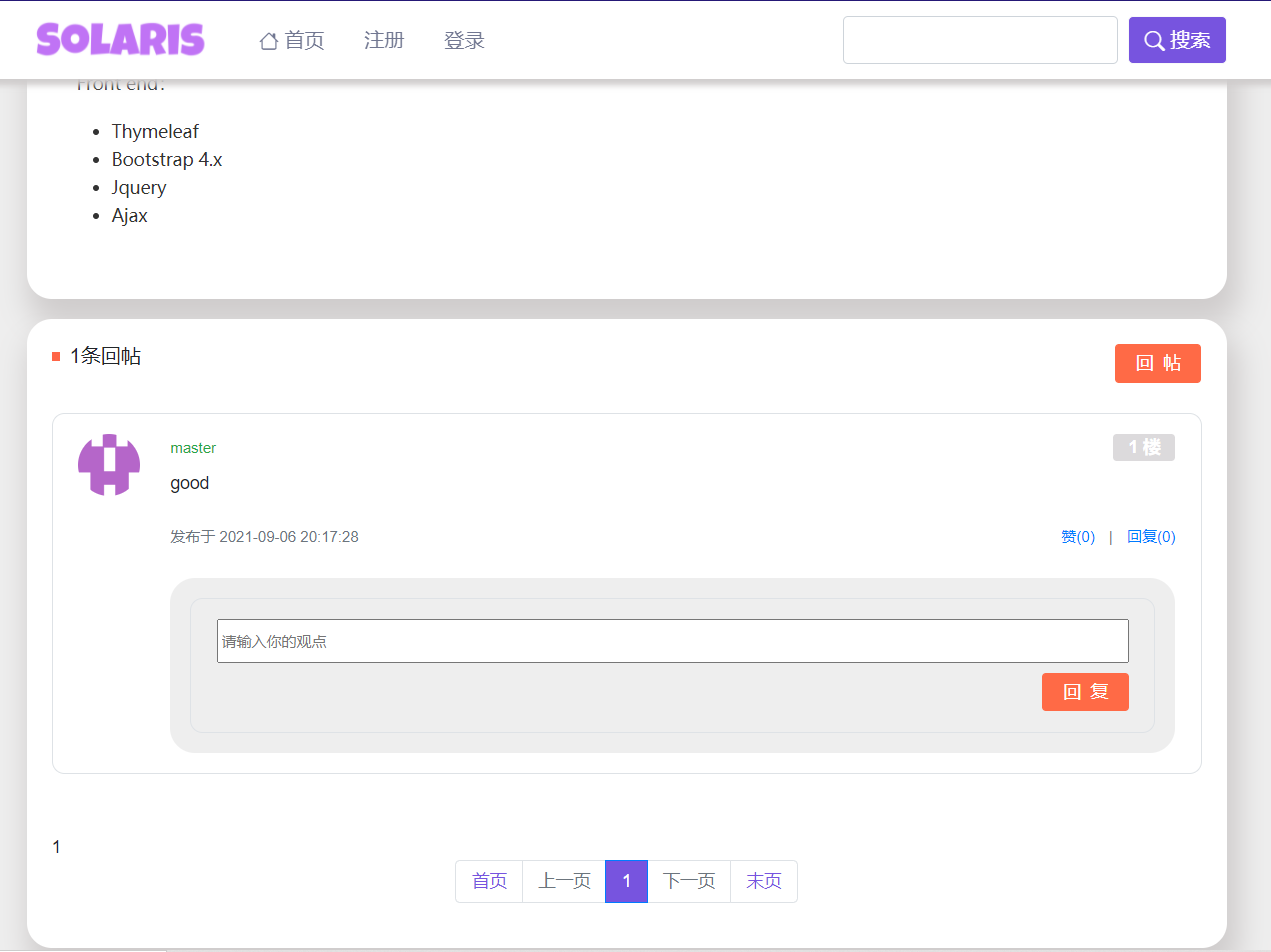 SOLARIS 首页 注册 登录 搜索
Front end：
Thymeleaf
Bootstrap 4.x
Jquery
Ajax
1条回帖 回 帖
master 1 楼
good
发布于 2021-09-06 20:17:28 赞(0) | 回复(0)
请输入你的观点
回 复
1
首页 上一页 1 下一页 末页